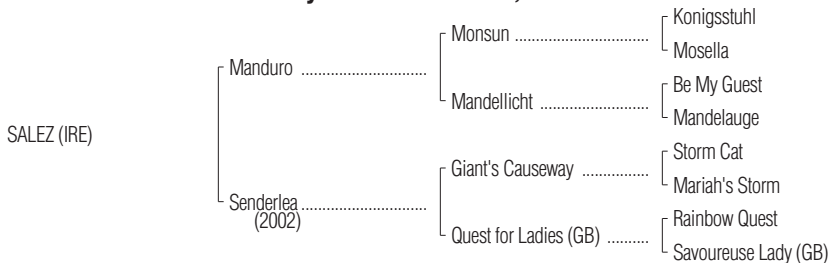 SALEZ (IRE)
Manduro ............................
Senderlea ............................
(2002)
Monsun ..............................
Mandellicht ........................
Giant's Causeway ...............
Quest for Ladies (GB) ..........
Konigsstuhl
Mosella
Be My Guest
Mandelauge
Storm Cat
Mariah's Storm
Rainbow Quest
Savoureuse Lady (GB)